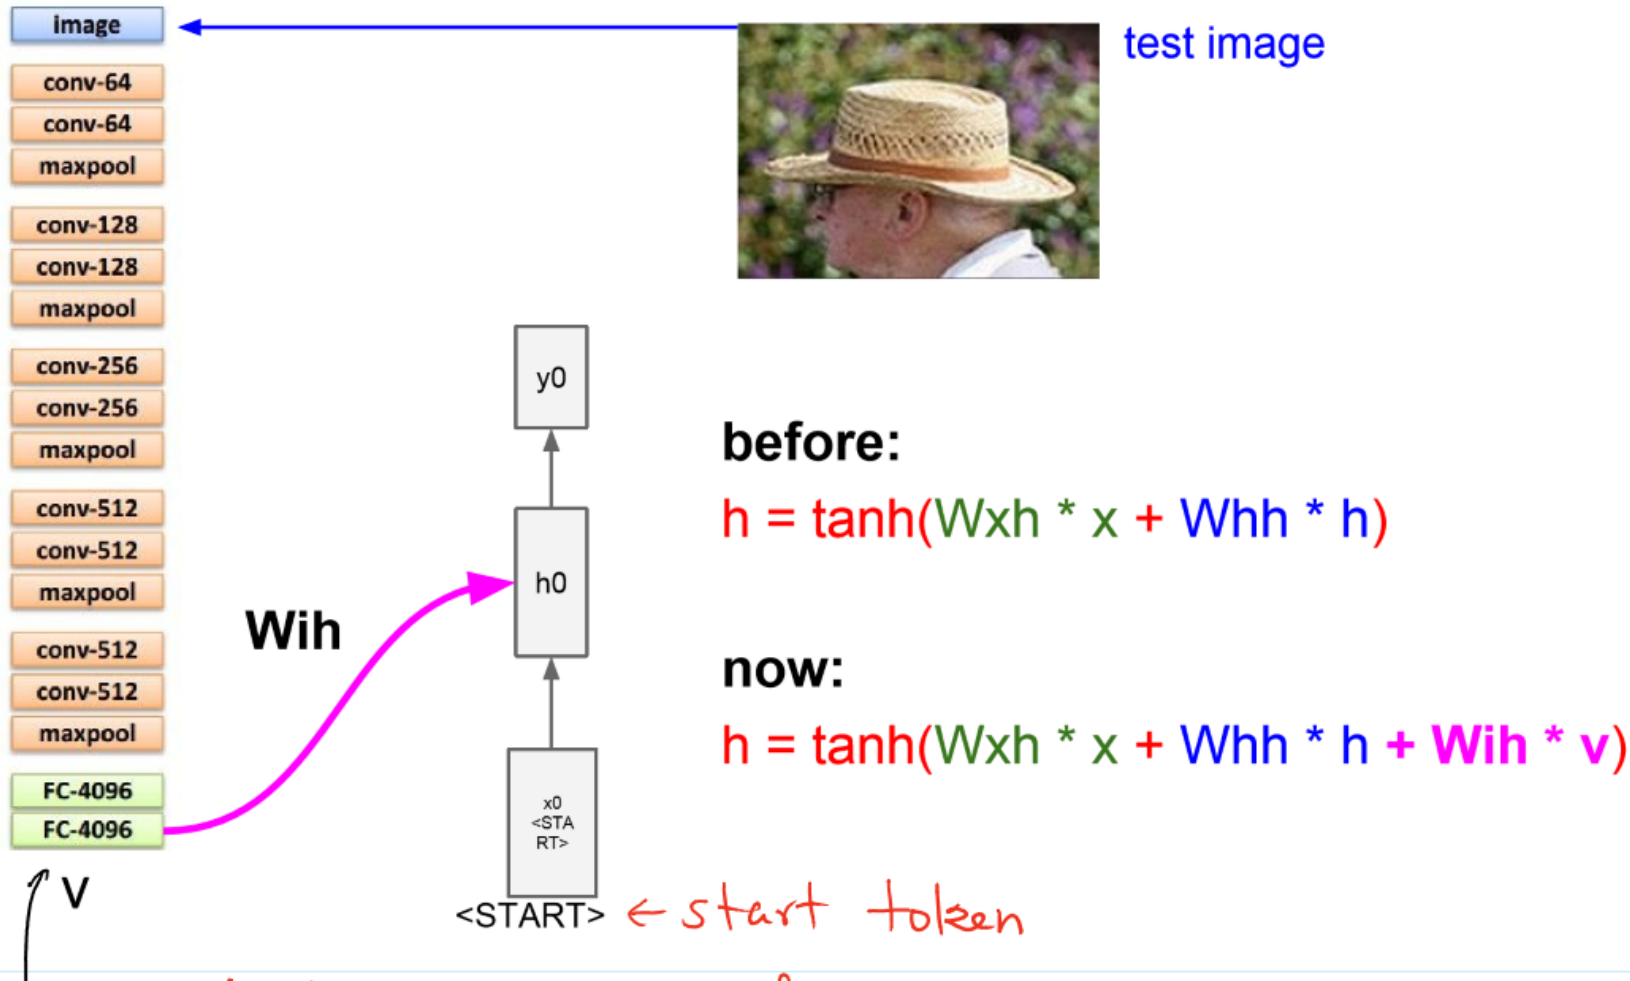 image
conv-64
conv-64
maxpool
conv-128
conv-128
maxpool
conv-256
conv-256
maxpool
conv-512
conv-512
maxpool
conv-512
conv-512
maxpool
FC-4096
FC-4096
v
Wih
y0
h0
x0
<STA
RT>
<START> ← start token
test image
before:
h = tanh(Wxh * x + Whh * h)
now:
h = tanh(Wxh * x + Whh * h + Wih * v)